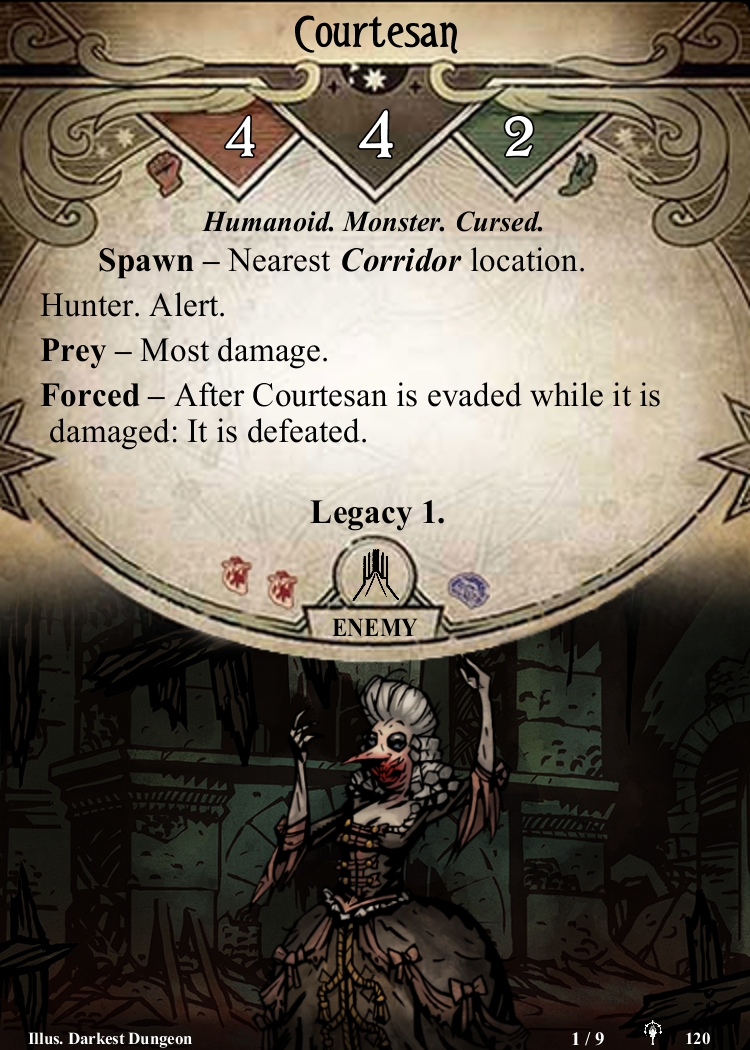 Courtesan
4 4 2
Humanoid. Monster. Cursed.
Spawn – Nearest Corridor location.
Hunter. Alert.
Prey – Most damage.
Forced – After Courtesan is evaded while it is
damaged: It is defeated.
Legacy 1.
ENEMY
Illus. Darkest Dungeon
1 / 9
120